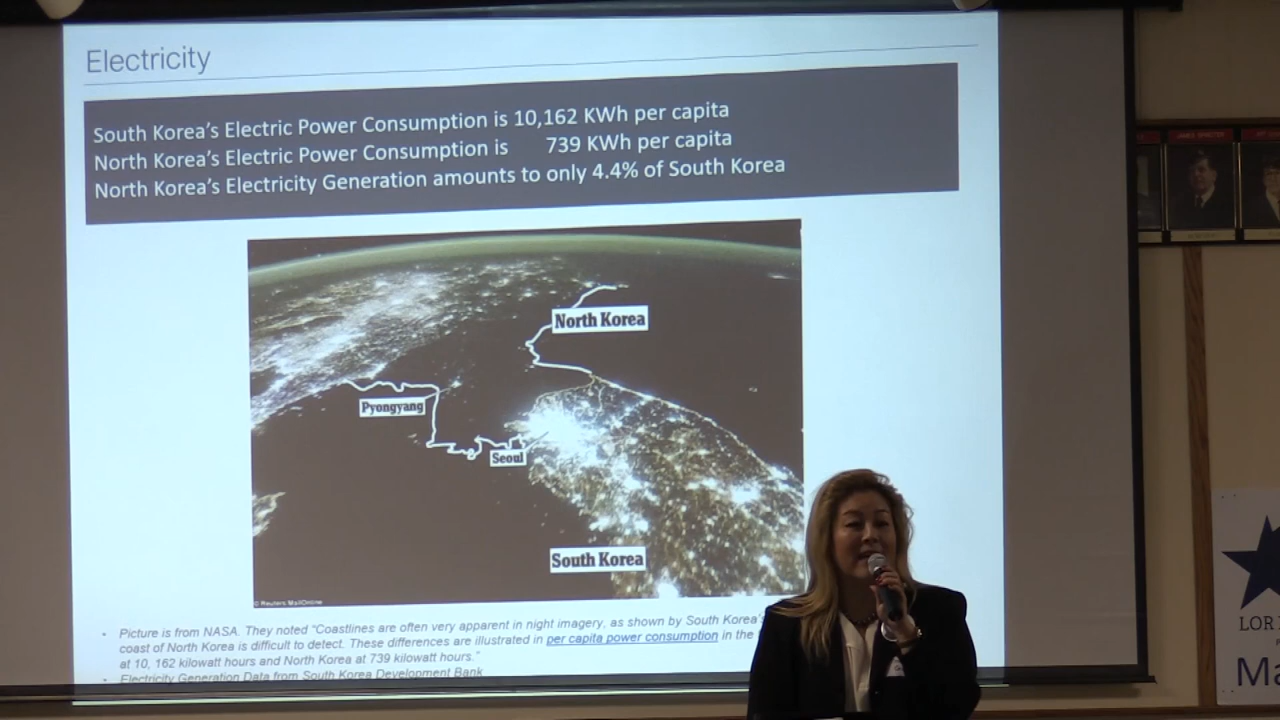 Electricity
South Korea's Electric Power Consumption is 10,162 KWh per capita
North Korea's Electric Power Consumption is 739 KWh per capita
North Korea's Electricity Generation amounts to only 4.4% of South Korea
North Korea
Pyongyang
Seoul
South Korea
© Reuters MailOnline
• Picture is from NASA. They noted "Coastlines are often very apparent in night imagery, as shown by South Korea's
coast of North Korea is difficult to detect. These differences are illustrated in per capita power consumption in the
at 10, 162 kilowatt hours and North Korea at 739 kilowatt hours."
• Electricity Generation Data from South Korea Development Bank
LOR
Ma